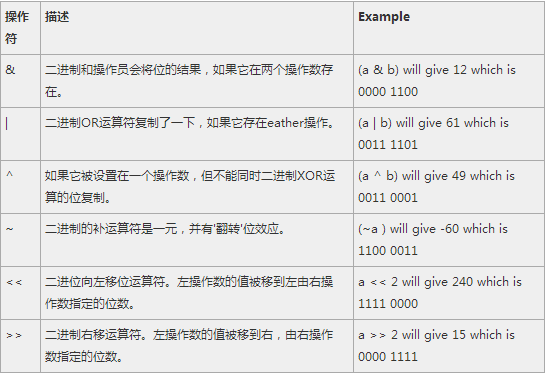 操作符 描述 Example
& 二进制和操作员会将位的结果，如果它在两个操作数存在。 (a & b) will give 12 which is 0000 1100
| 二进制OR运算符复制了一下，如果它存在eather操作。 (a | b) will give 61 which is 0011 1101
^ 如果它被设置在一个操作数，但不能同时二进制XOR运算的位复制。 (a ^ b) will give 49 which is 0011 0001
~ 二进制的补运算符是一元，并有'翻转'位效应。 (~a ) will give -60 which is 1100 0011
<< 二进位向左移位运算符。左操作数的值被移到左由右操作数指定的位数。 a << 2 will give 240 which is 1111 0000
>> 二进制右移运算符。左操作数的值被移到右，由右操作数指定的位数。 a >> 2 will give 15 which is 0000 1111